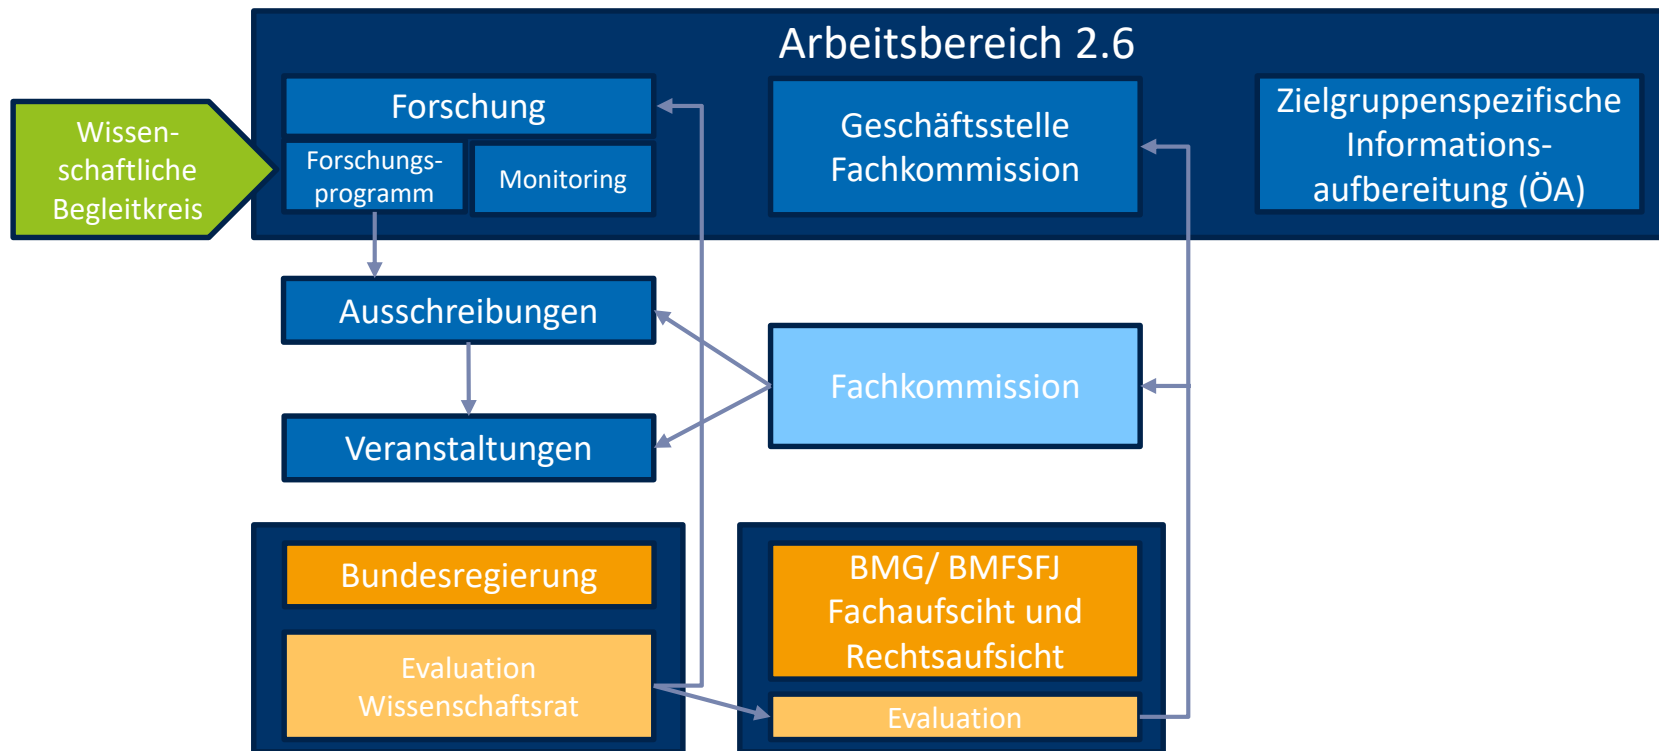 Arbeitsbereich 2.6
Wissen-
schaftliche
Begleitkreis
Forschung
Forschungs-
programm
Monitoring
Geschäftsstelle
Fachkommission
Zielgruppenspezifische
Informations-
aufbereitung (ÖA)
Ausschreibungen
Fachkommission
Veranstaltungen
Bundesregierung
Evaluation
Wissenschaftsrat
BMG/ BMFSFJ
Fachaufsciht und
Rechtsaufsicht
Evaluation